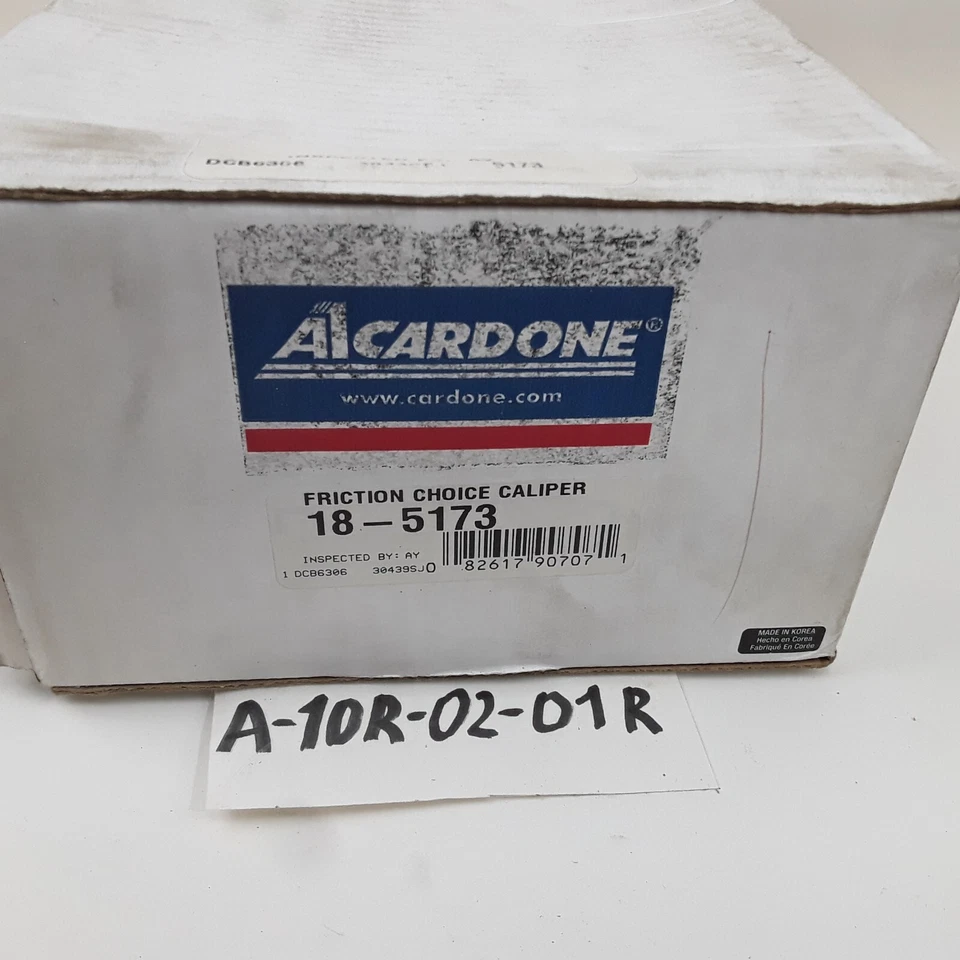 DCB6306 5173
A1CARDONE®
www.cardone.com
FRICTION CHOICE CALIPER
18-5173
INSPECTED BY: AY
1 DCB6306 30439SJ
0 82617 90707 1
MADE IN KOREA
Hecho en Corea
Fabriqué En Corée
A-10R-02-01R